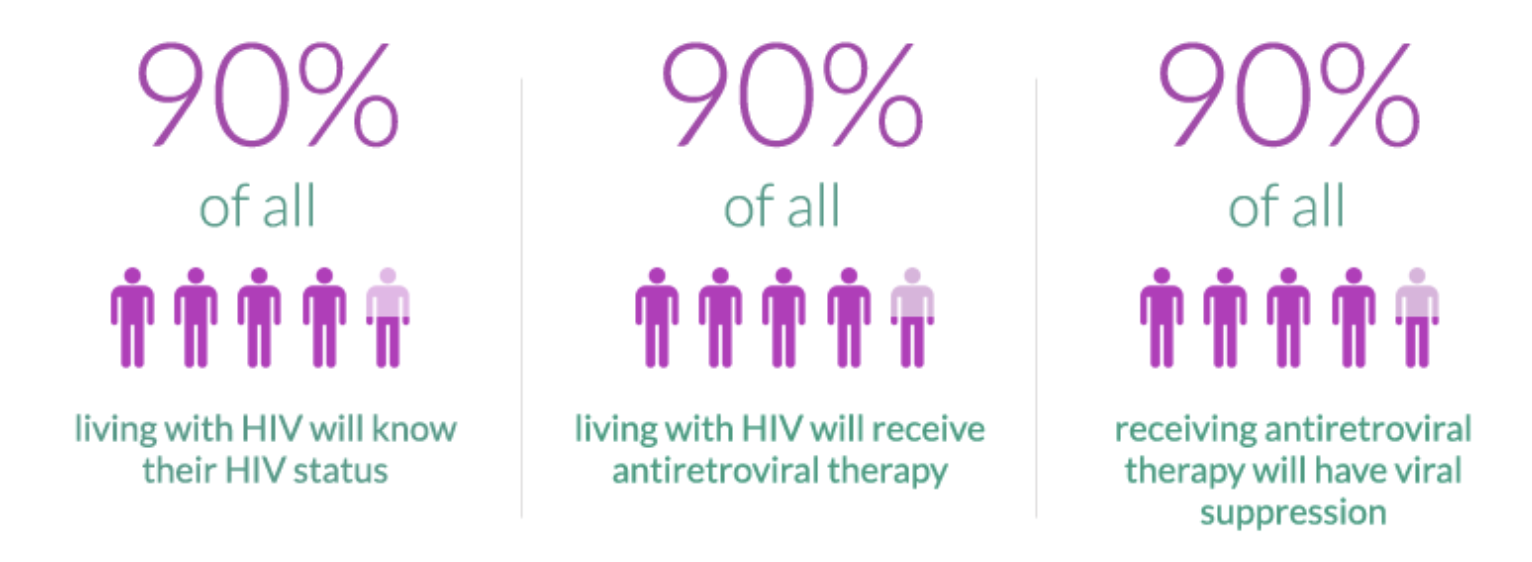 90%
of all
living with HIV will know
their HIV status
90%
of all
living with HIV will receive
antiretroviral therapy
90%
of all
receiving antiretroviral
therapy will have viral
suppression